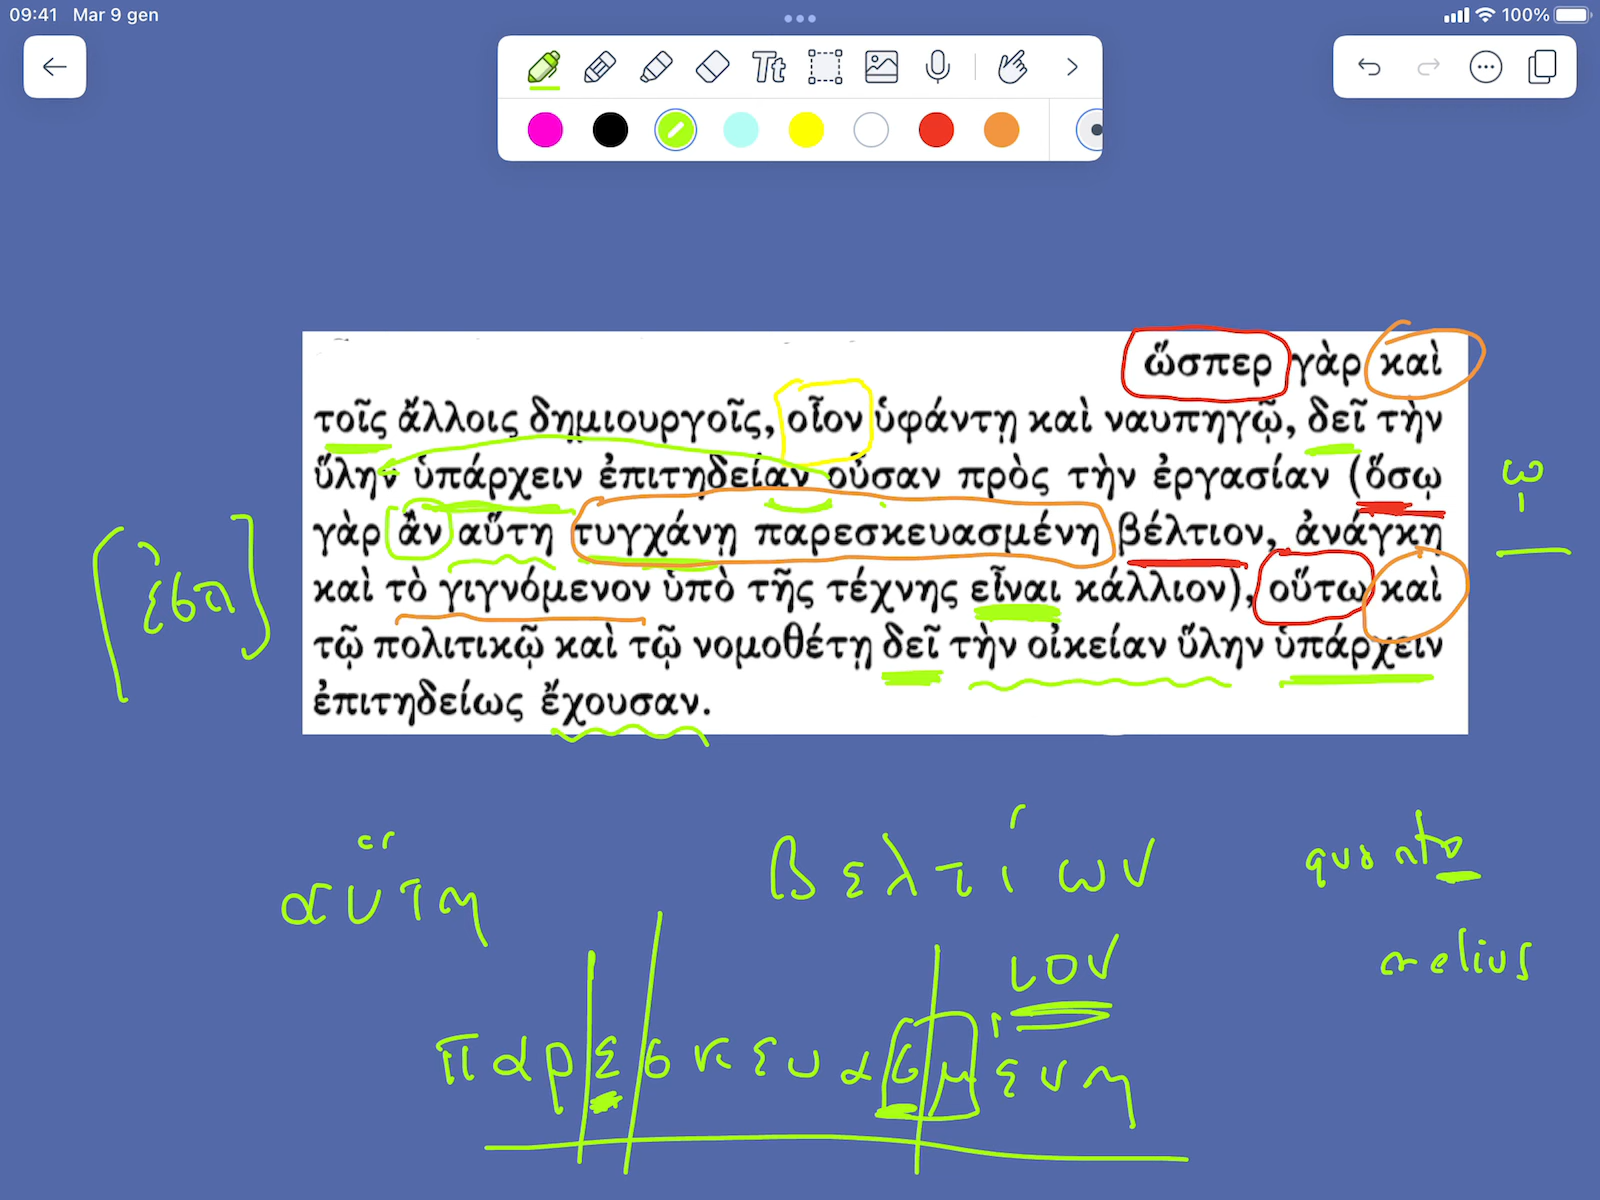 09:41 Mar 9 gen
100%
Tt
ὥσπερ γὰρ καὶ
τοῖς ἄλλοις δημιουργοῖς, οἷον ὑφάντῃ καὶ ναυπηγῷ, δεῖ τὴν
ὕλην ὑπάρχειν ἐπιτηδείαν οὖσαν πρὸς τὴν ἐργασίαν (ὅσῳ
γὰρ ἂν αὕτη τυγχάνῃ παρεσκευασμένη βέλτιον, ἀνάγκη
καὶ τὸ γιγνόμενον ὑπὸ τῆς τέχνης εἶναι κάλλιον), οὕτω καὶ
τῷ πολιτικῷ καὶ τῷ νομοθέτῃ δεῖ τὴν οἰκείαν ὕλην ὑπάρχειν
ἐπιτηδείως ἔχουσαν.
ῳ
αὕτη
βελτίων
quanto
ιον
melius
παρεσκευασμένη